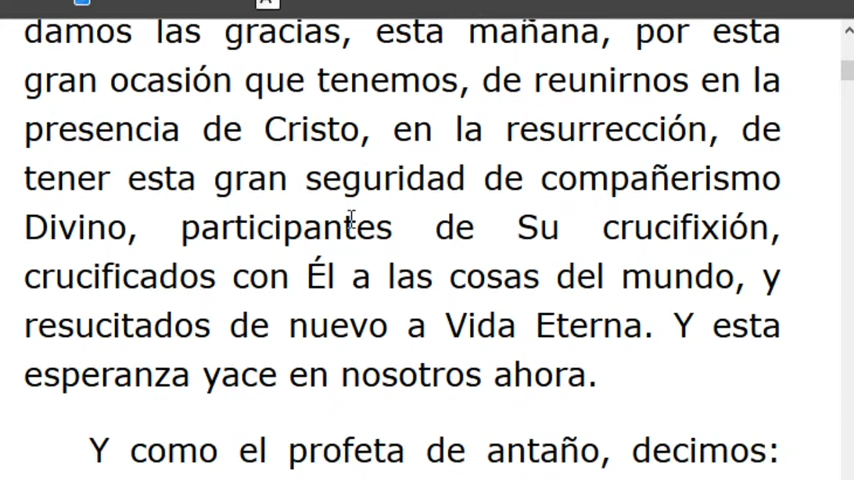 damos las gracias, esta mañana, por esta
gran ocasión que tenemos, de reunirnos en la
presencia de Cristo, en la resurrección, de
tener esta gran seguridad de compañerismo
Divino, participantes de Su crucifixión,
crucificados con Él a las cosas del mundo, y
resucitados de nuevo a Vida Eterna. Y esta
esperanza yace en nosotros ahora.
Y como el profeta de antaño, decimos: